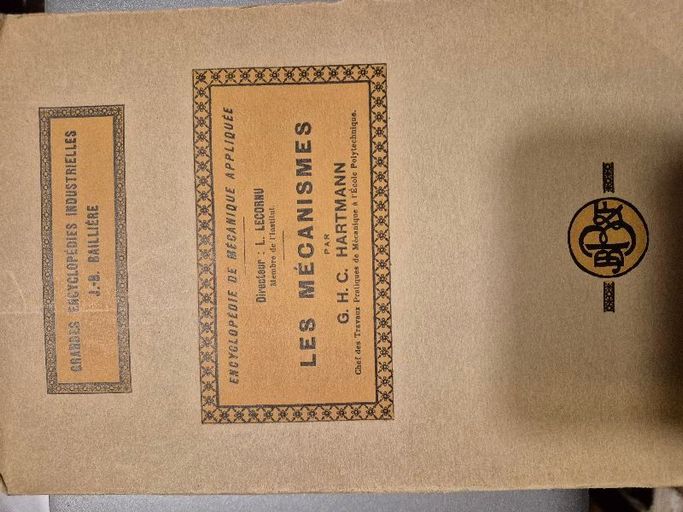 GRANDES ENCYCLOPÉDIES INDUSTRIELLES
J.-B. BAILLIÈRE
ENCYCLOPÉDIE DE MÉCANIQUE APPLIQUÉE
Directeur : L. LECORNU
Membre de l'Institut.
LES MÉCANISMES
PAR
G. H. C. HARTMANN
Chef des Travaux Pratiques de Mécanique à l'École Polytechnique.